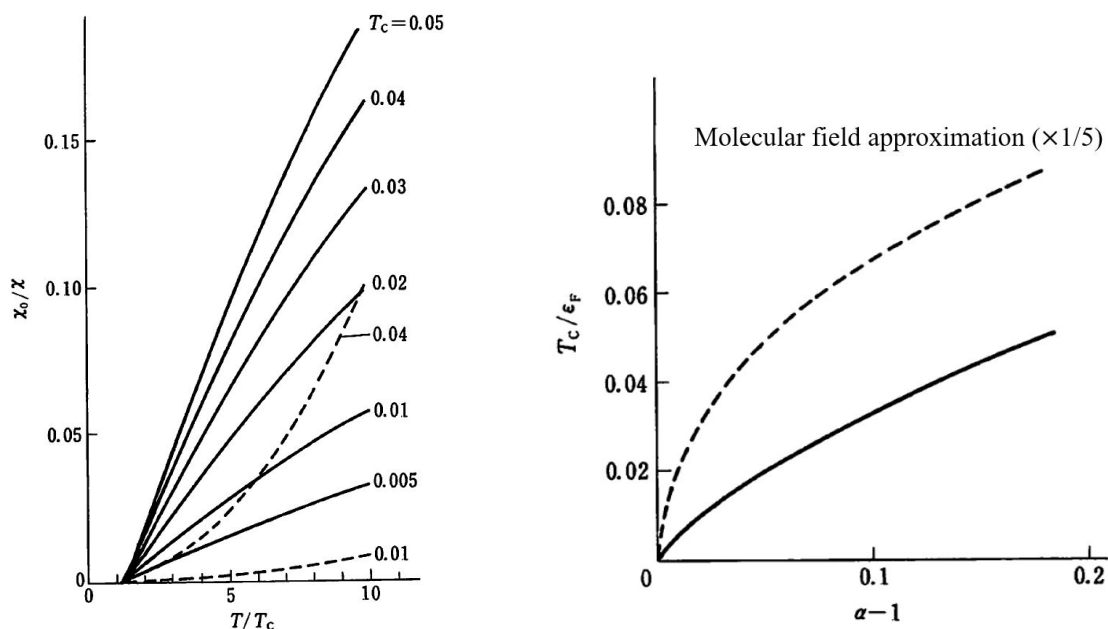 T_C=0.05
0.04
0.03
0.02
0.04
0.01
0.005
0.01
0.15
0.10
0.05
0
χ₀/χ
0 5 10
T/T_C
Molecular field approximation (×1/5)
0.08
0.06
0.04
0.02
T_C/ϵ_F
0 0.1 0.2
α−1